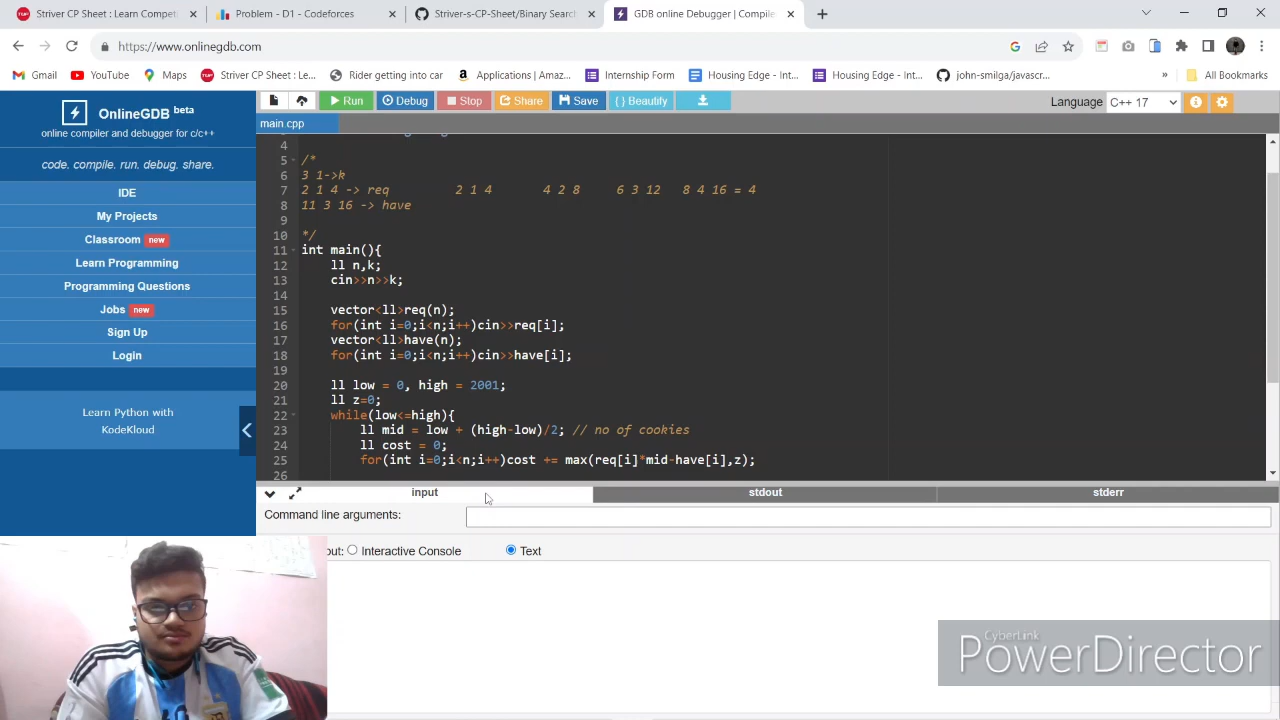 Striver CP Sheet : Learn Competi
Problem - D1 - Codeforces
Striver-s-CP-Sheet/Binary Search
GDB online Debugger | Compile
https://www.onlinegdb.com
Gmail
YouTube
Maps
Striver CP Sheet : Le...
Rider getting into car
Applications | Amaz...
Internship Form
Housing Edge - Int...
Housing Edge - Int...
john-smilga/javascr...
»
All Bookmarks
OnlineGDB beta
online compiler and debugger for c/c++
code. compile. run. debug. share.
IDE
My Projects
Classroom new
Learn Programming
Programming Questions
Jobs new
Sign Up
Login
Learn Python with
KodeKloud
Run
Debug
Stop
Share
Save
{ } Beautify
Language C++ 17
main.cpp
4
5 /*
6 3 1->k
7 2 1 4 -> req 2 1 4 4 2 8 6 3 12 8 4 16 = 4
8 11 3 16 -> have
9
10 */
11 int main(){
12 ll n,k;
13 cin>>n>>k;
14
15 vector<ll>req(n);
16 for(int i=0;i<n;i++)cin>>req[i];
17 vector<ll>have(n);
18 for(int i=0;i<n;i++)cin>>have[i];
19
20 ll low = 0, high = 2001;
21 ll z=0;
22 while(low<=high){
23 ll mid = low + (high-low)/2; // no of cookies
24 ll cost = 0;
25 for(int i=0;i<n;i++)cost += max(req[i]*mid-have[i],z);
26
input
stdout
stderr
Command line arguments:
Interactive Console
Text
CyberLink
PowerDirector